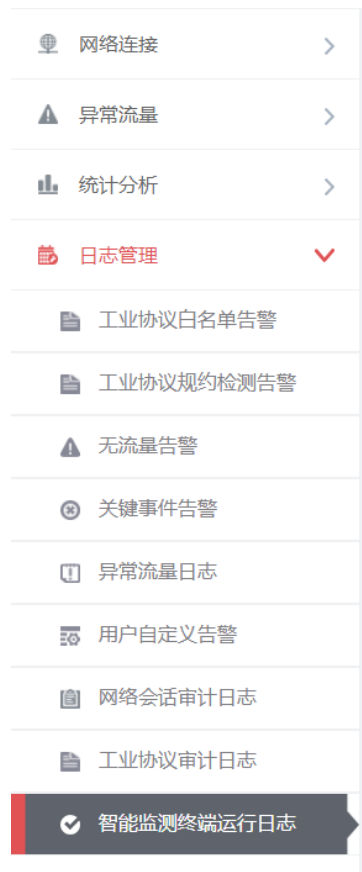 网络连接
异常流量
统计分析
日志管理
工业协议白名单告警
工业协议规约检测告警
无流量告警
关键事件告警
异常流量日志
用户自定义告警
网络会话审计日志
工业协议审计日志
智能监测终端运行日志